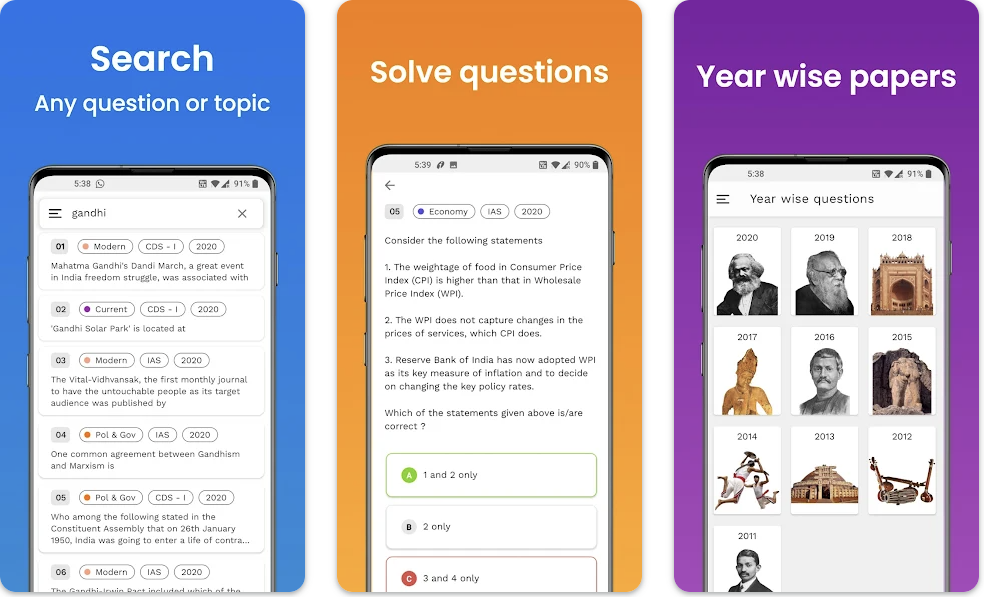 Search
Any question or topic
5:38
91%
gandhi
01 Modern CDS - I 2020
Mahatma Gandhi's Dandi March, a great event
in India freedom struggle, was associated with
02 Current CDS - I 2020
'Gandhi Solar Park' is located at
03 Modern IAS 2020
The Vital-Vidhvansak, the first monthly journal
to have the untouchable people as its target
audience was published by
04 Pol & Gov IAS 2020
One common agreement between Gandhism
and Marxism is
05 Pol & Gov CDS - I 2020
Who among the following stated in the
Constituent Assembly that on 26th January
1950, India was going to enter a life of contra...
06 Modern IAS 2020
The Gandhi-Irwin Pact included which of the
Solve questions
5:39
90%
05 Economy IAS 2020
Consider the following statements
1. The weightage of food in Consumer Price
Index (CPI) is higher than that in Wholesale
Price Index (WPI).
2. The WPI does not capture changes in the
prices of services, which CPI does.
3. Reserve Bank of India has now adopted WPI
as its key measure of inflation and to decide
on changing the key policy rates.
Which of the statements given above is/are
correct ?
A 1 and 2 only
B 2 only
C 3 and 4 only
Year wise papers
5:38
91%
Year wise questions
2020 2019 2018
2017 2016 2015
2014 2013 2012
2011